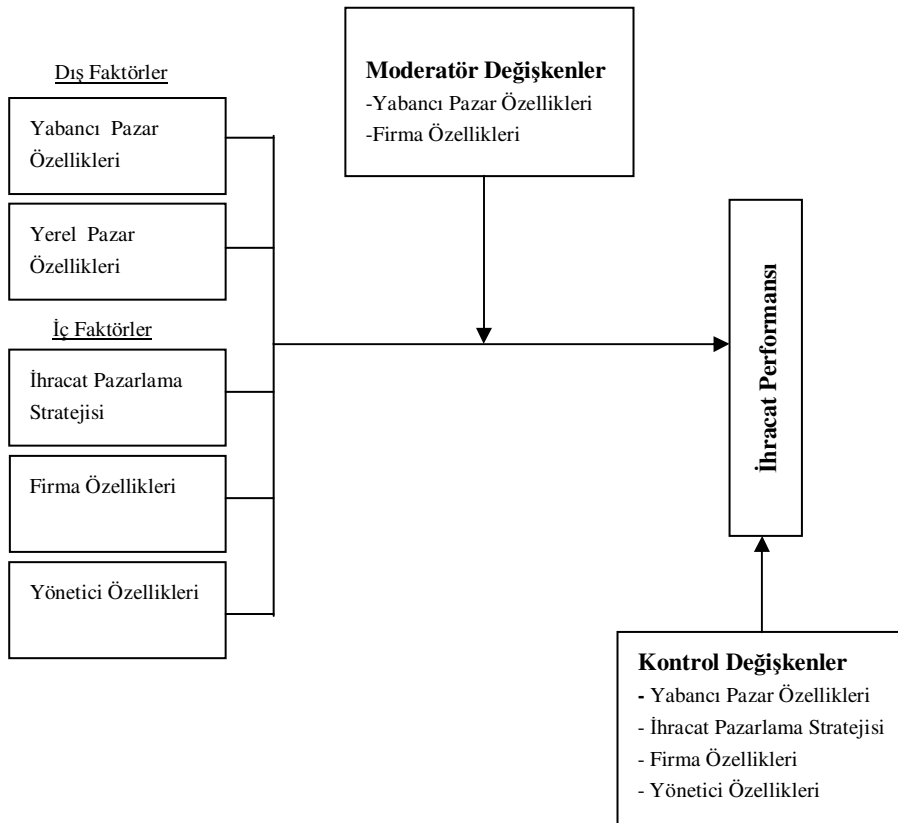 Dış Faktörler
Yabancı Pazar
Özellikleri
Yerel Pazar
Özellikleri
İç Faktörler
İhracat Pazarlama
Stratejisi
Firma Özellikleri
Yönetici Özellikleri
Moderatör Değişkenler
-Yabancı Pazar Özellikleri
-Firma Özellikleri
İhracat Performansı
Kontrol Değişkenler
- Yabancı Pazar Özellikleri
- İhracat Pazarlama Stratejisi
- Firma Özellikleri
- Yönetici Özellikleri